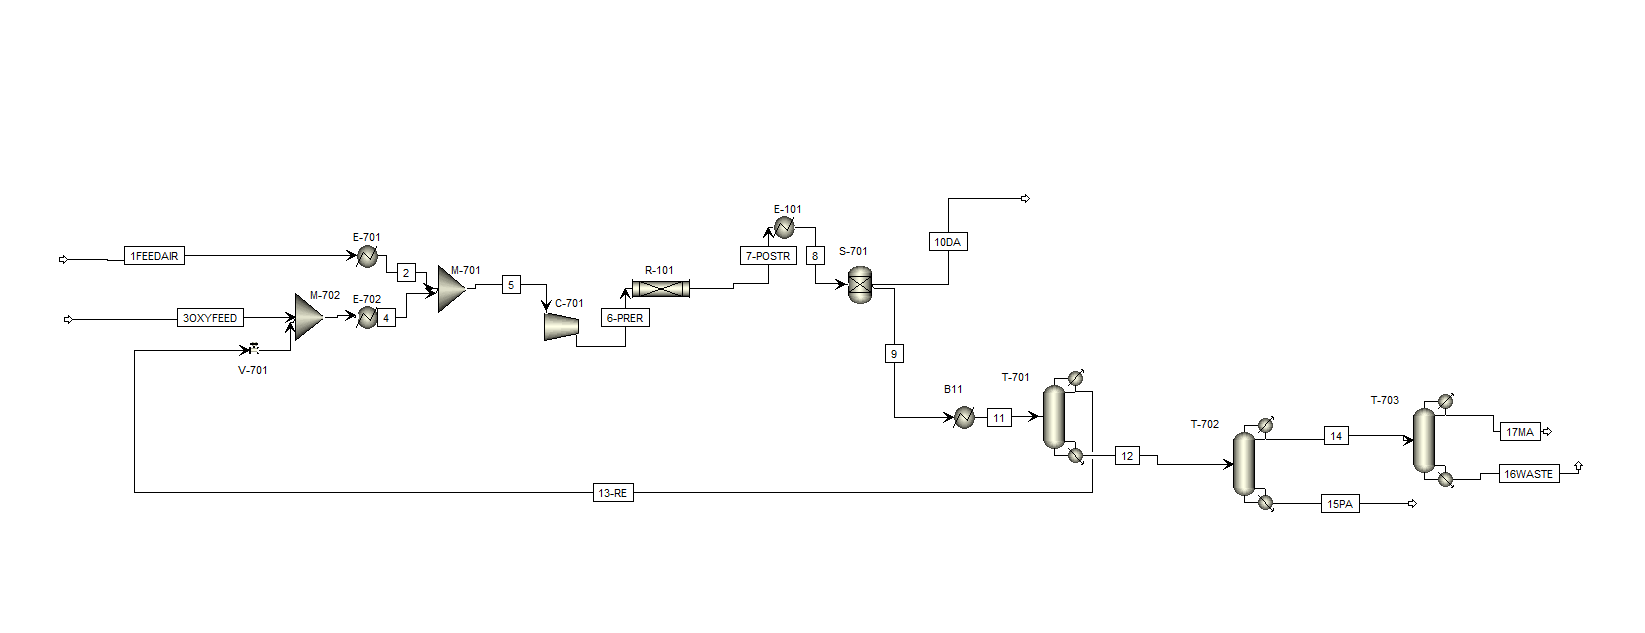 E-101
S-701
10DA
E-701
1FEEDAIR
2
M-701
7-POSTR
8
R-101
5
M-702
E-702
C-701
3OXYFEED
4
6-PRER
9
V-701
B11
T-701
11
T-703
T-702
14
17MA
12
16WASTE
13-RE
15PA